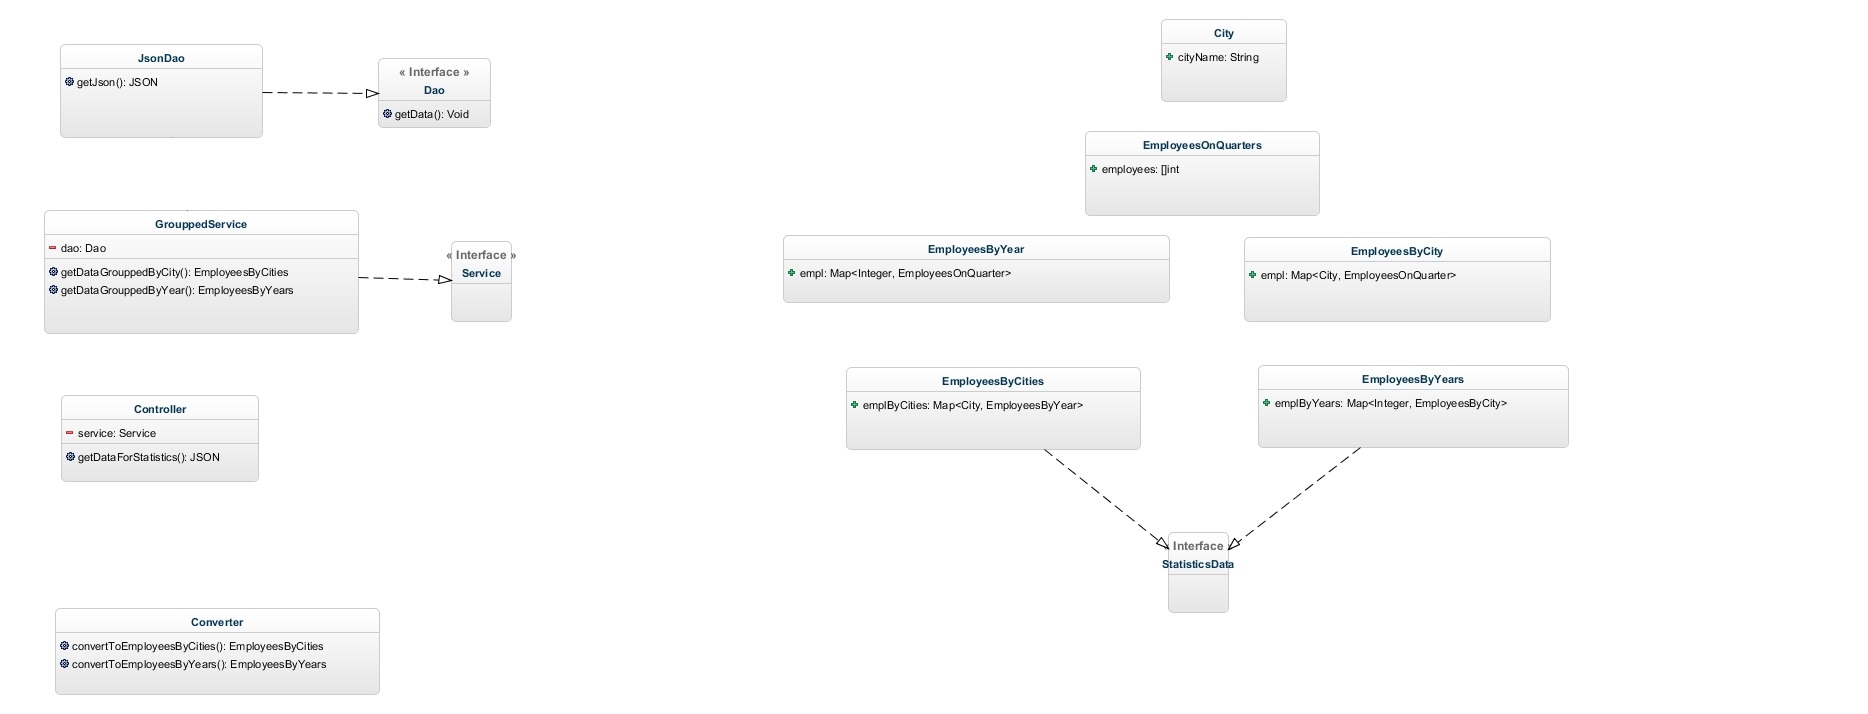 JsonDao
getJson(): JSON
« Interface »
Dao
getData(): Void
GrouppedService
dao: Dao
getDataGrouppedByCity(): EmployeesByCities
getDataGrouppedByYear(): EmployeesByYears
« Interface »
Service
Controller
service: Service
getDataForStatistics(): JSON
Converter
convertToEmployeesByCities(): EmployeesByCities
convertToEmployeesByYears(): EmployeesByYears
City
cityName: String
EmployeesOnQuarters
employees: []int
EmployeesByYear
empl: Map<Integer, EmployeesOnQuarter>
EmployeesByCity
empl: Map<City, EmployeesOnQuarter>
EmployeesByCities
emplByCities: Map<City, EmployeesByYear>
EmployeesByYears
emplByYears: Map<Integer, EmployeesByCity>
Interface
StatisticsData